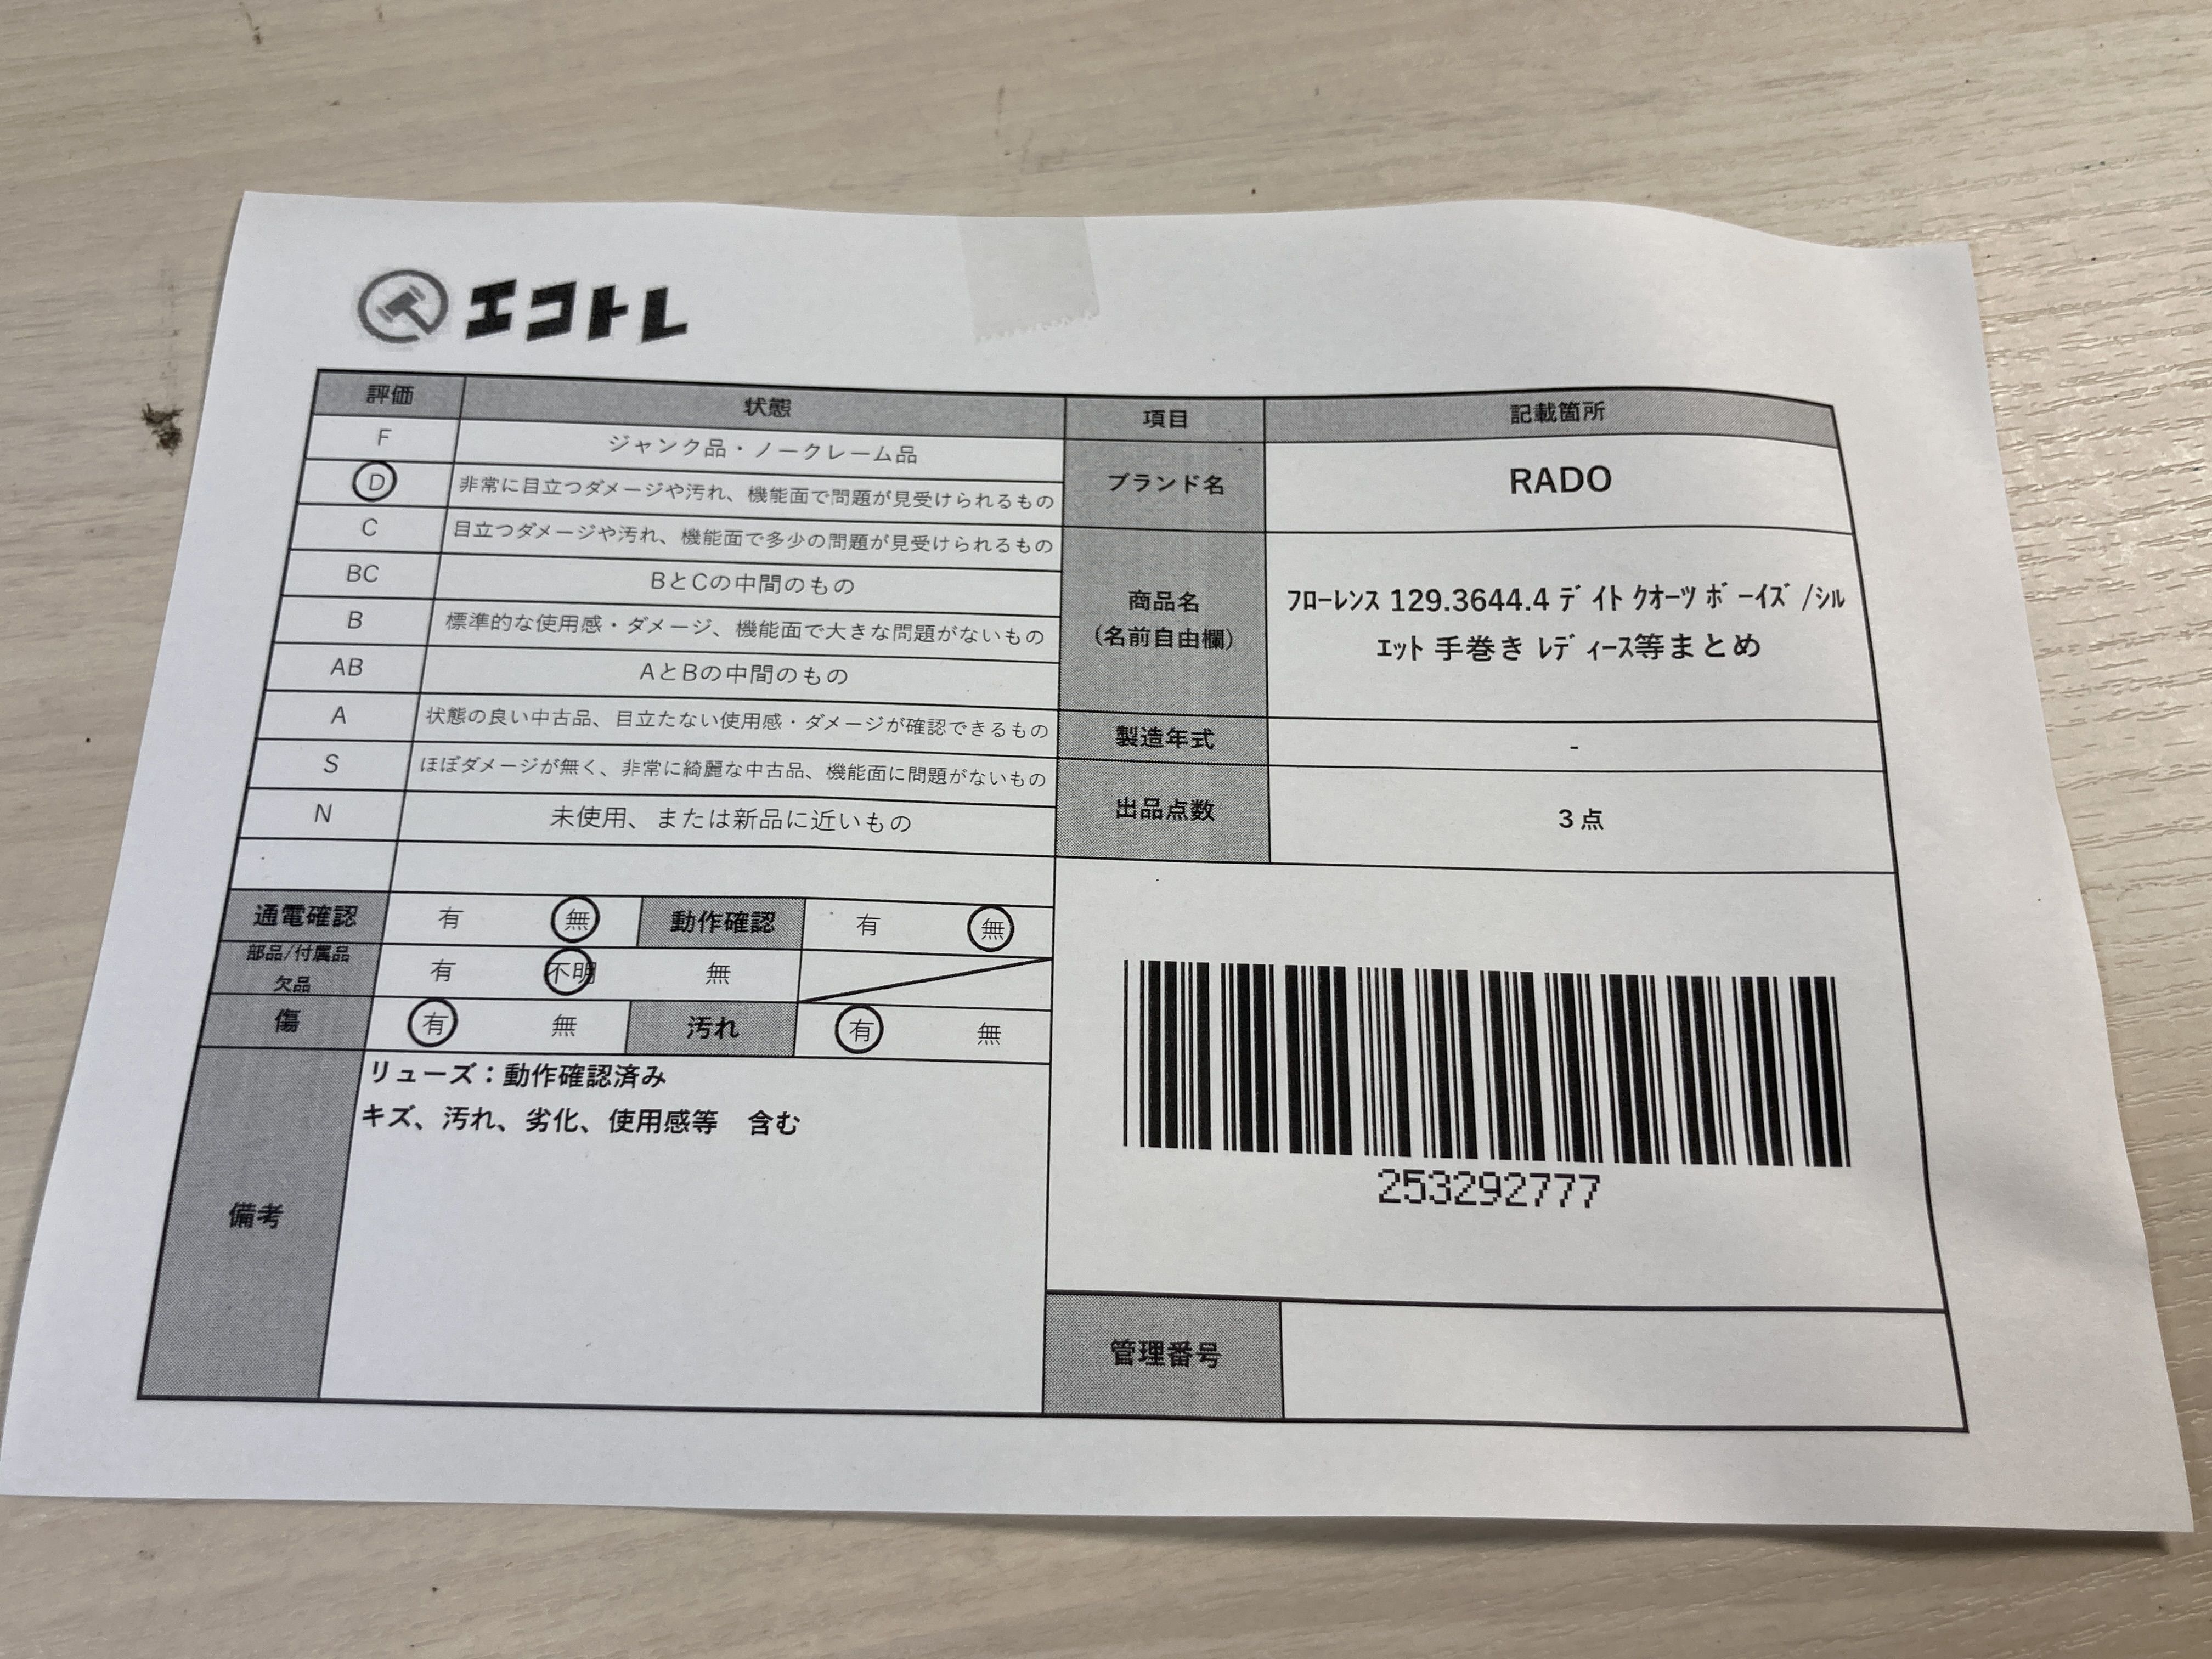 エコトレ
評価 状態 項目 記載箇所
F ジャンク品・ノークレーム品
D 非常に目立つダメージや汚れ、機能面で問題が見受けられるもの
C 目立つダメージや汚れ、機能面で多少の問題が見受けられるもの
BC BとCの中間のもの
B 標準的な使用感・ダメージ、機能面で大きな問題がないもの
AB AとBの中間のもの
A 状態の良い中古品、目立たない使用感・ダメージが確認できるもの
S ほぼダメージが無く、非常に綺麗な中古品、機能面に問題がないもの
N 未使用、または新品に近いもの
ブランド名 RADO
商品名
(名前自由欄)
ﾌﾛｰﾚﾝｽ 129.3644.4 ﾃﾞｲﾄ ｸｵｰﾂ ﾎﾞｰｲｽﾞ/ｼﾙ
ｴｯﾄ 手巻き ﾚﾃﾞｨｰｽ等まとめ
製造年式 -
出品点数 3点
通電確認 有 無 動作確認 有 無
部品/付属品
欠品
有 不明 無
傷 有 無 汚れ 有 無
備考
リューズ：動作確認済み
キズ、汚れ、劣化、使用感等 含む
253292777
管理番号